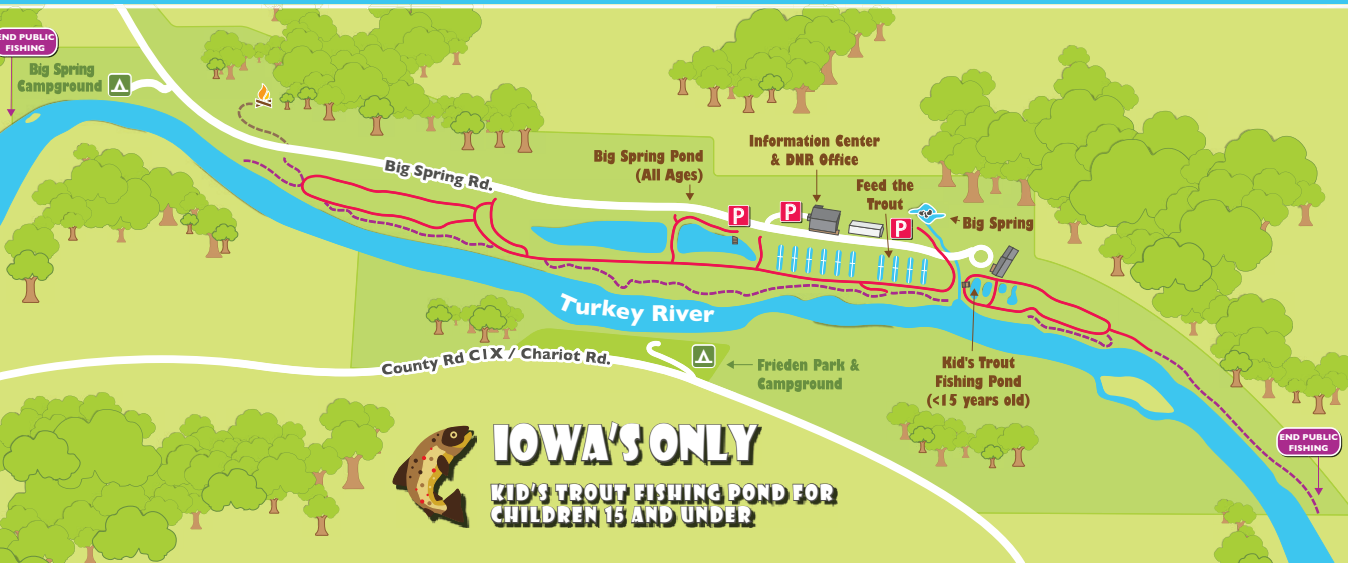 END PUBLIC
FISHING
Big Spring
Campground
Big Spring Rd.
Big Spring Pond
(All Ages)
Information Center
& DNR Office
Feed the
Trout
Big Spring
P
P
P
Turkey River
County Rd C1X / Chariot Rd.
Frieden Park &
Campground
Kid's Trout
Fishing Pond
(<15 years old)
END PUBLIC
FISHING
IOWA'S ONLY
KID'S TROUT FISHING POND FOR
CHILDREN 15 AND UNDER